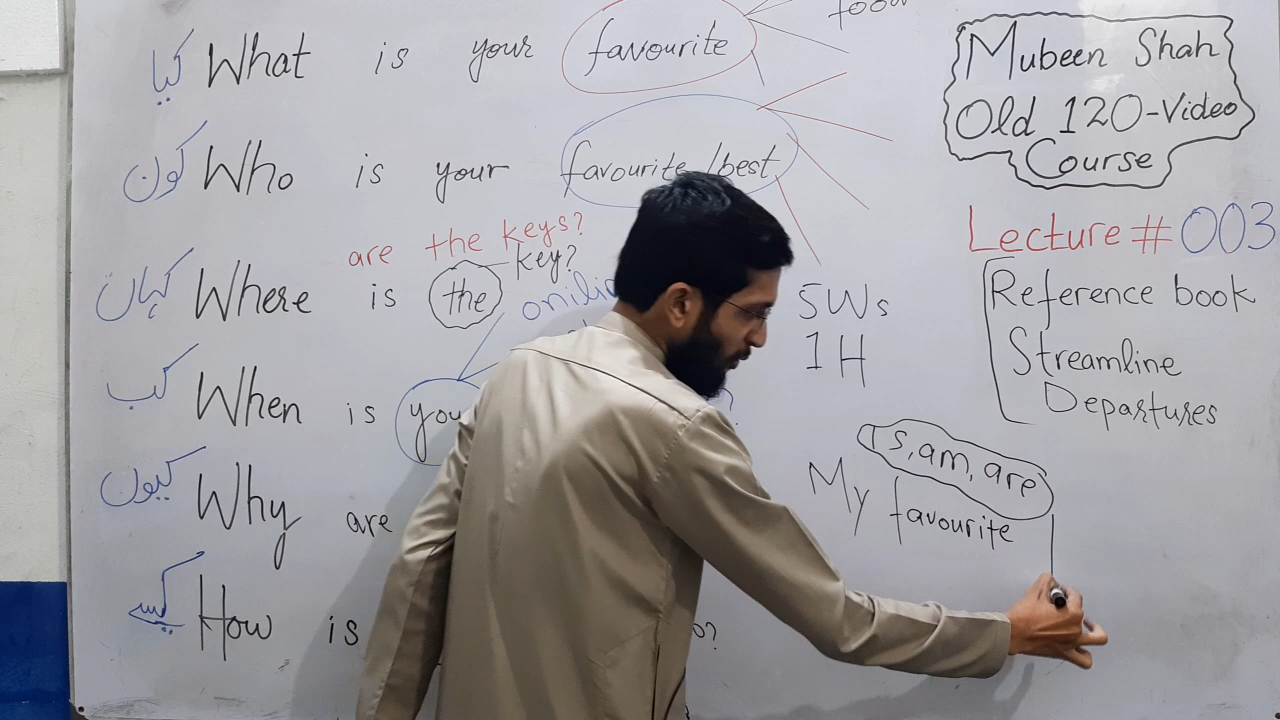 food
کیا What is your favourite
کون Who is your favourite/best
are the keys?
key?
کہاں Where is the
کب When is you
?
کیوں Why are
کیسے How is
o?
Mubeen Shah
Old 120-Video
Course
Lecture # 003
Reference book
Streamline
Departures
5Ws
1H
Is, am, are
My favourite